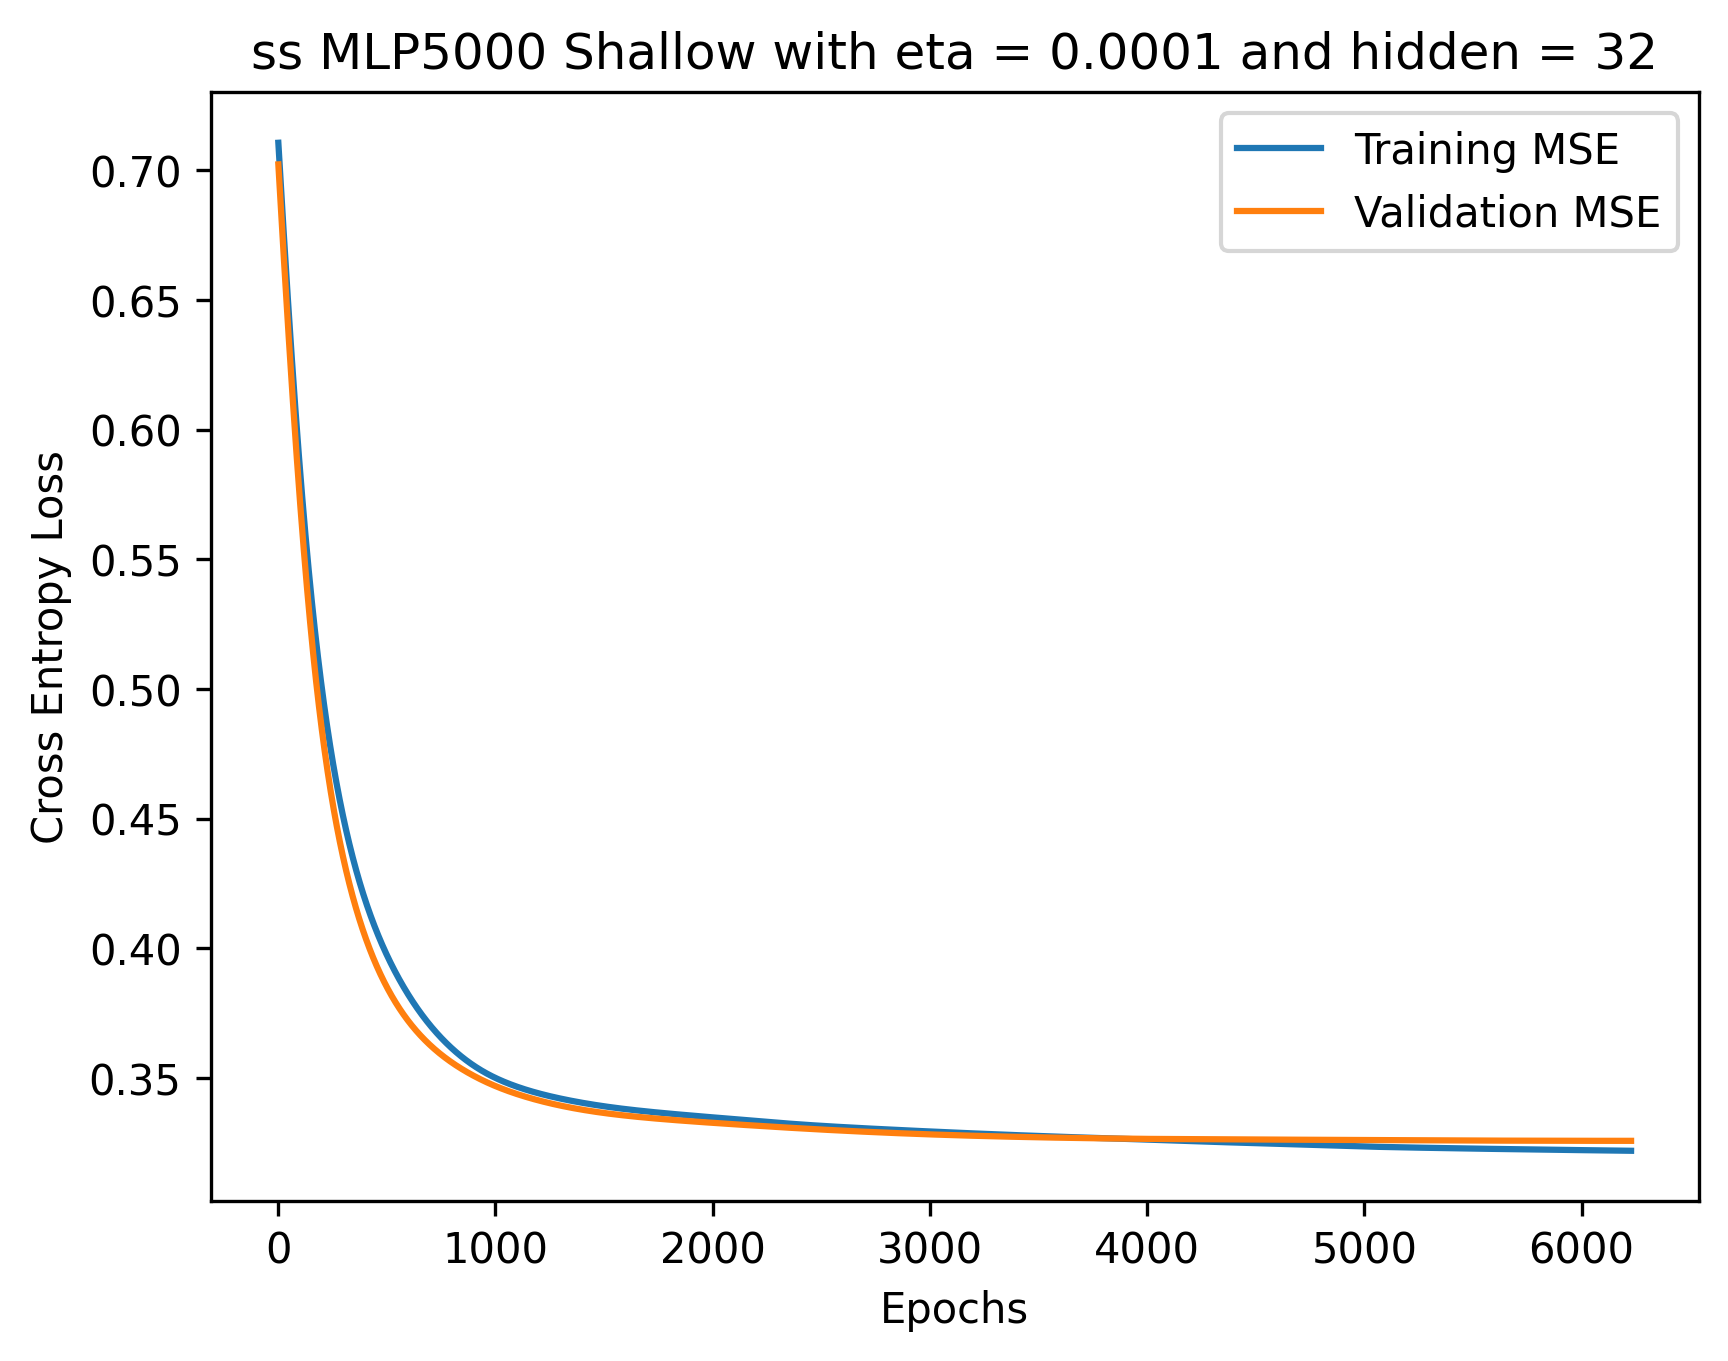 ss MLP5000 Shallow with eta = 0.0001 and hidden = 32
Training MSE
Validation MSE
Cross Entropy Loss
0.70
0.65
0.60
0.55
0.50
0.45
0.40
0.35
0 1000 2000 3000 4000 5000 6000
Epochs